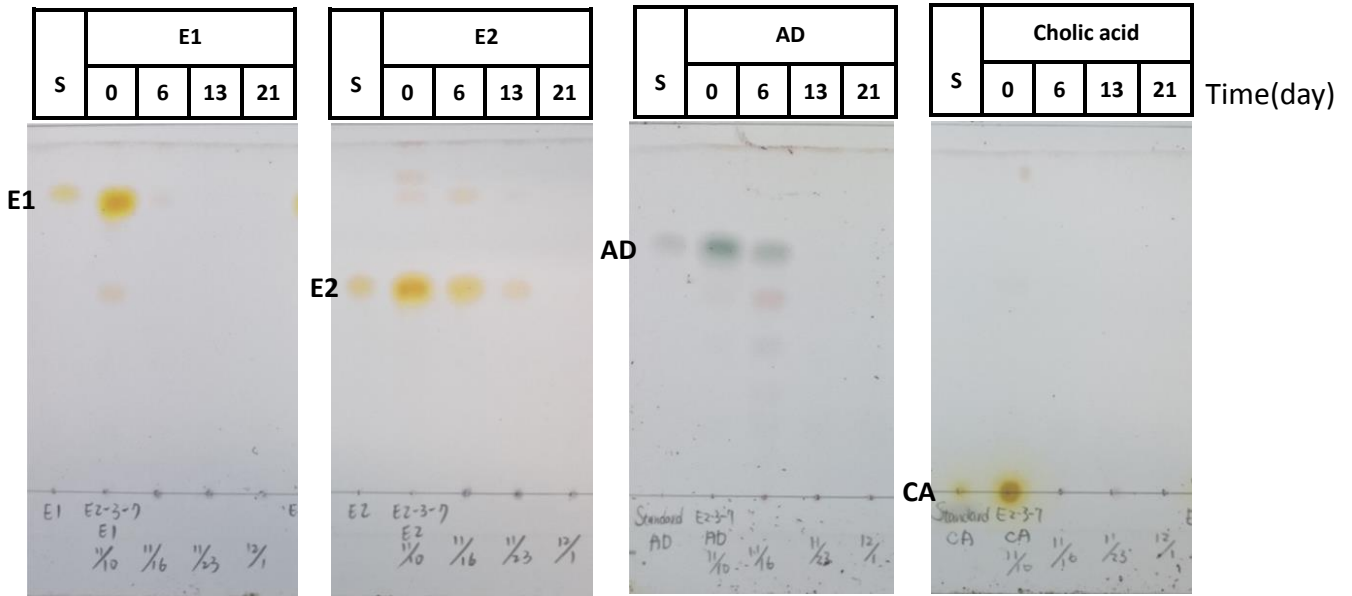 S E1 0 6 13 21
S E2 0 6 13 21
S AD 0 6 13 21
S Cholic acid 0 6 13 21
Time(day)
E1
E2
AD
CA
E1 E2-3-7
E1
11/10 11/16 11/23 12/1
E
E2 E2-3-7
E2
11/10 11/16 11/23 12/1
Standard E2-3-7
AD AD
11/10 11/16 11/23 12/1
Standard E2-3-7
CA CA
11/10 11/23 12/1
E